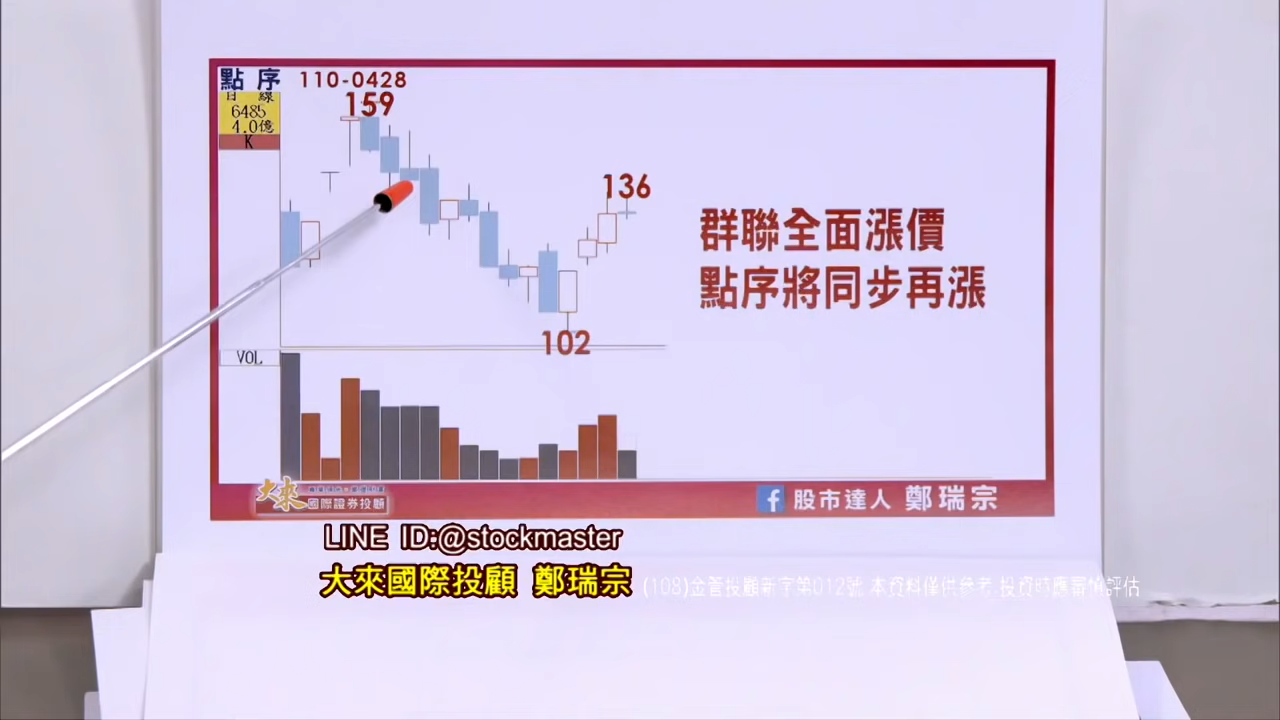 點序 110-0428
日線
6485
4.0億
K
159
136
102
群聯全面漲價
點序將同步再漲
VOL
大來
國際證券投顧
f 股市達人 鄭瑞宗
LINE ID:@stockmaster
大來國際投顧 鄭瑞宗 (108)金管投顧新字第012號 本資料僅供參考,投資時應審慎評估